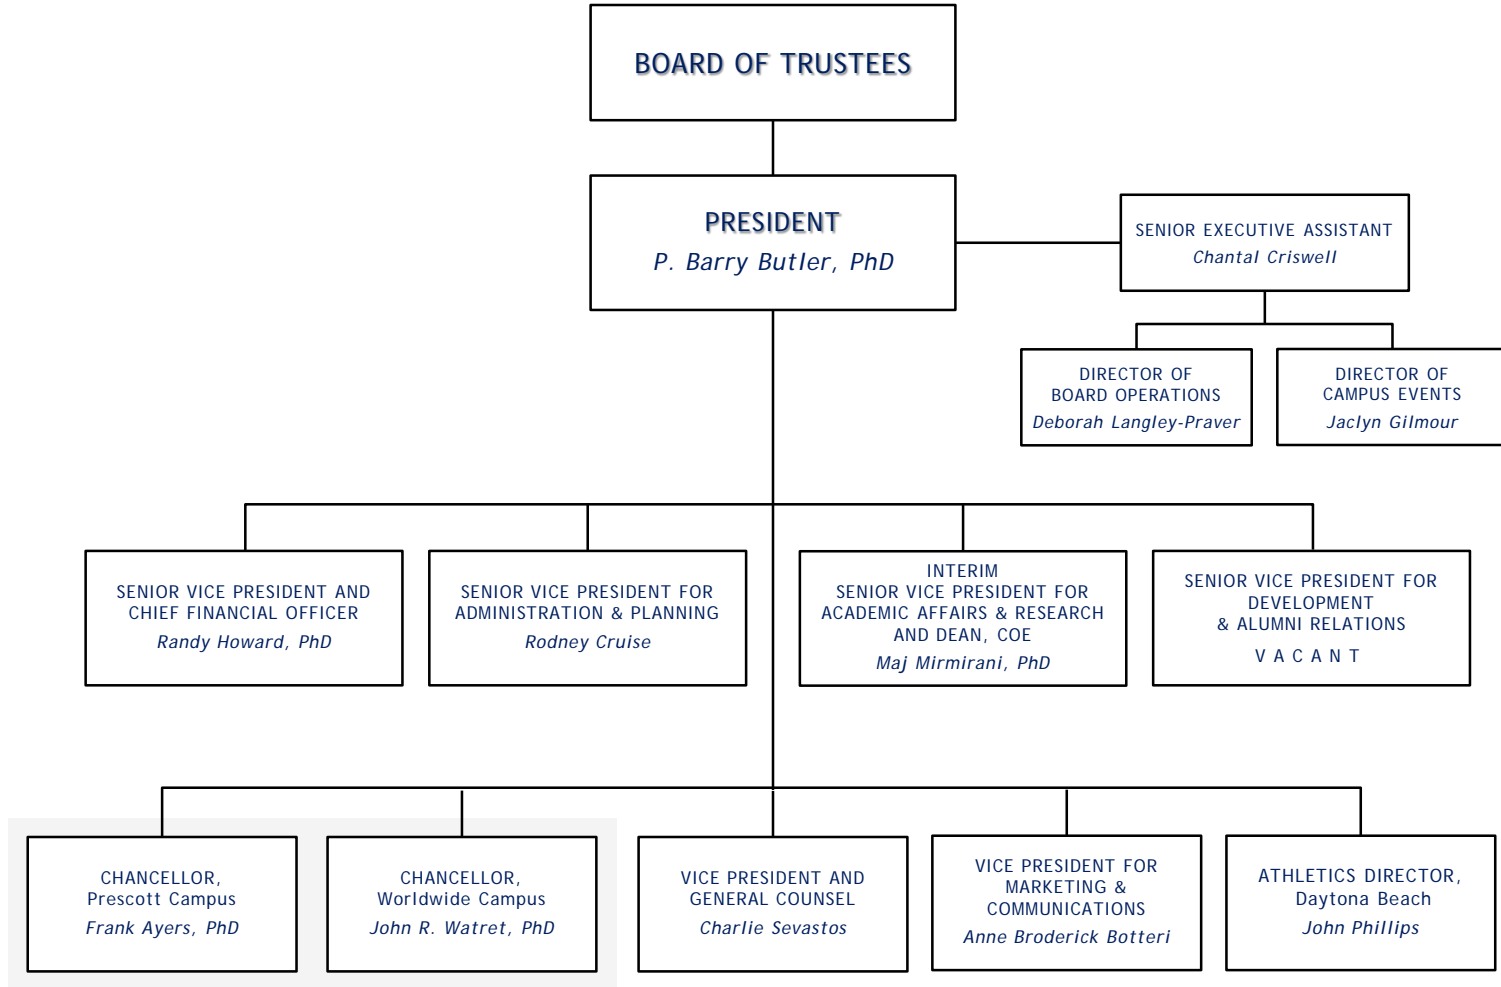 BOARD OF TRUSTEES
PRESIDENT
P. Barry Butler, PhD
SENIOR EXECUTIVE ASSISTANT
Chantal Criswell
DIRECTOR OF
BOARD OPERATIONS
Deborah Langley-Praver
DIRECTOR OF
CAMPUS EVENTS
Jaclyn Gilmour
SENIOR VICE PRESIDENT AND
CHIEF FINANCIAL OFFICER
Randy Howard, PhD
SENIOR VICE PRESIDENT FOR
ADMINISTRATION & PLANNING
Rodney Cruise
INTERIM
SENIOR VICE PRESIDENT FOR
ACADEMIC AFFAIRS & RESEARCH
AND DEAN, COE
Maj Mirmirani, PhD
SENIOR VICE PRESIDENT FOR
DEVELOPMENT
& ALUMNI RELATIONS
VACANT
CHANCELLOR,
Prescott Campus
Frank Ayers, PhD
CHANCELLOR,
Worldwide Campus
John R. Watret, PhD
VICE PRESIDENT AND
GENERAL COUNSEL
Charlie Sevastos
VICE PRESIDENT FOR
MARKETING &
COMMUNICATIONS
Anne Broderick Botteri
ATHLETICS DIRECTOR,
Daytona Beach
John Phillips